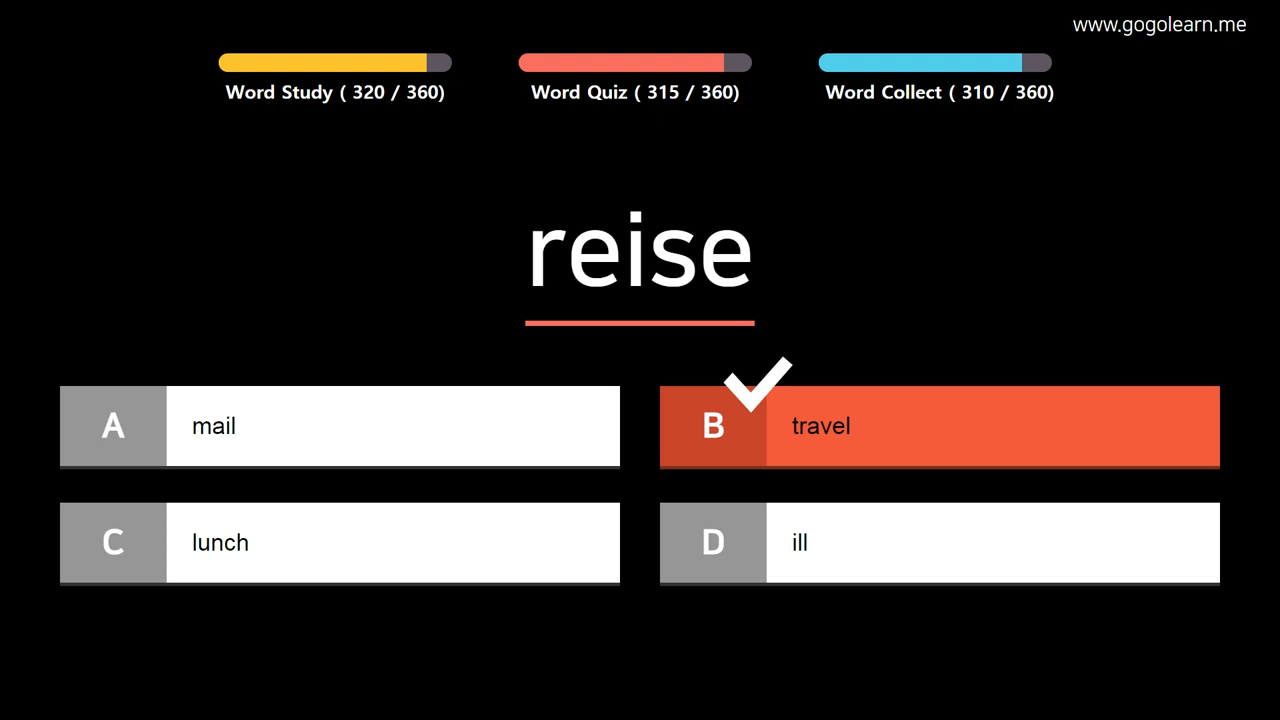 www.gogolearn.me
Word Study ( 320 / 360)
Word Quiz ( 315 / 360)
Word Collect ( 310 / 360)
reise
A mail
B travel
C lunch
D ill